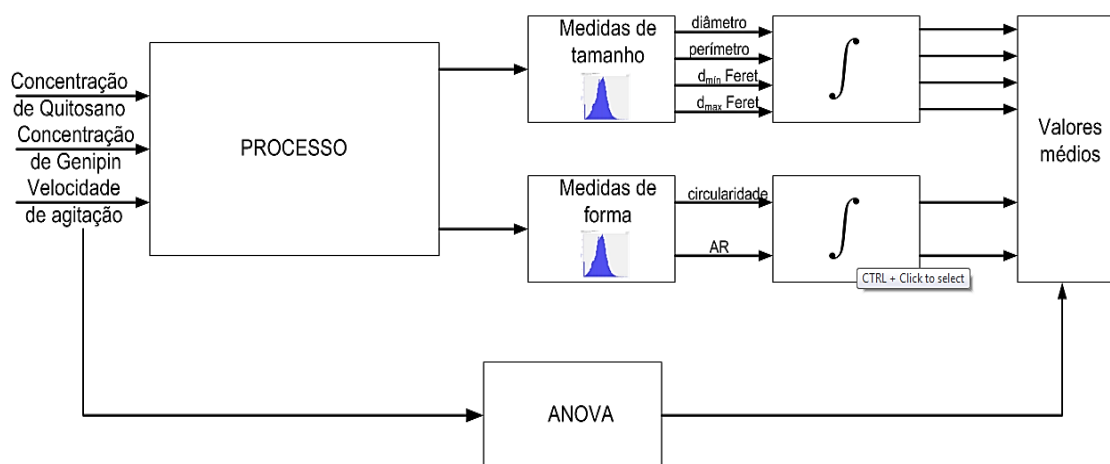 Concentração
de Quitosano
Concentração
de Genipin
Velocidade
de agitação
PROCESSO
Medidas de
tamanho
diâmetro
perímetro
dmín Feret
dmax Feret
∫
Medidas de
forma
circularidade
AR
∫
CTRL + Click to select
Valores
médios
ANOVA